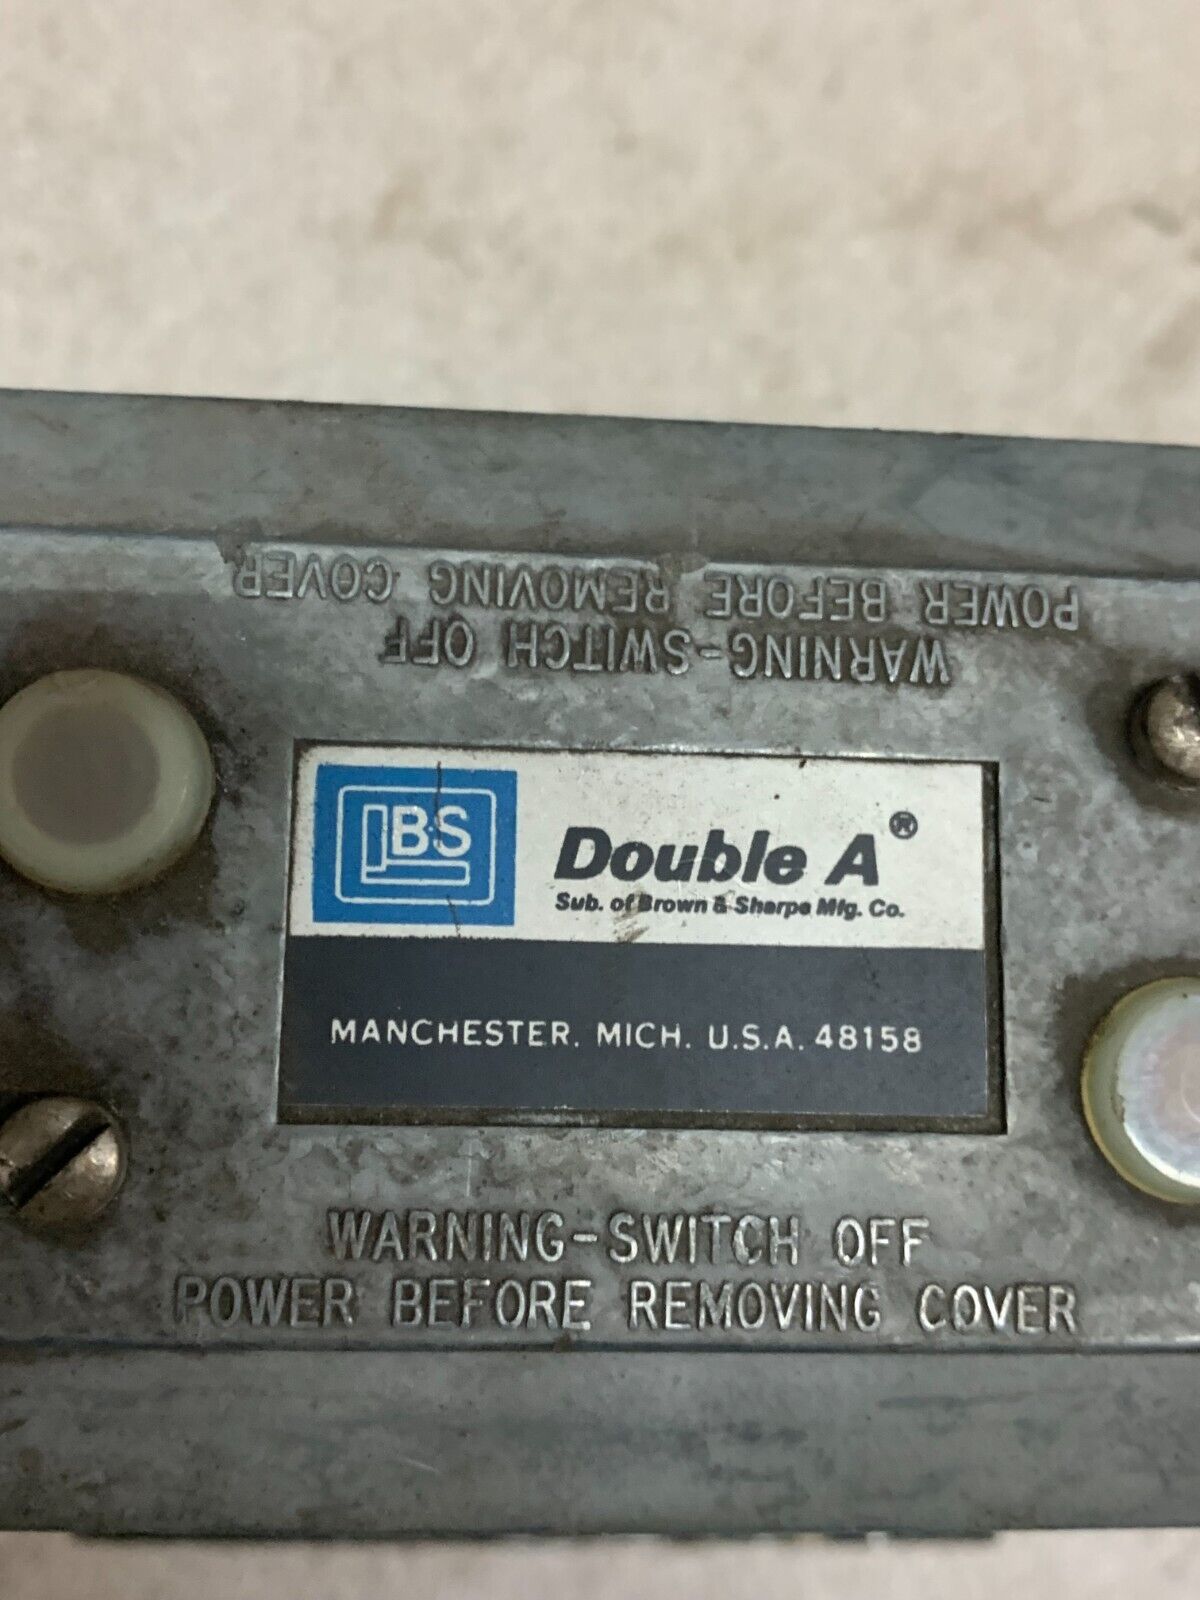 POWER BEFORE REMOVING COVER
WARNING-SWITCH OFF
B·S
Double A®
Sub. of Brown & Sharpe Mfg. Co.
MANCHESTER. MICH. U.S.A. 48158
WARNING-SWITCH OFF
POWER BEFORE REMOVING COVER